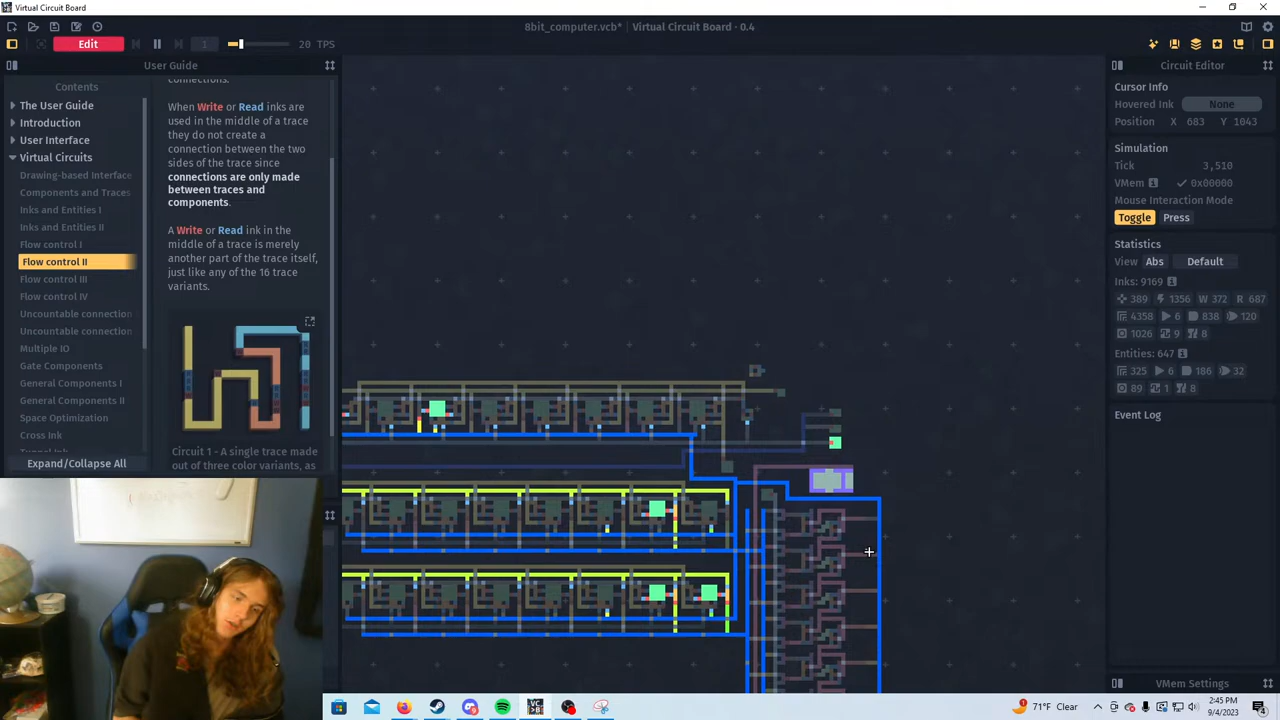 Virtual Circuit Board
8bit_computer.vcb* | Virtual Circuit Board - 0.4
Edit
1
20 TPS
User Guide
Contents
The User Guide
Introduction
User Interface
Virtual Circuits
Drawing-based Interface
Components and Traces
Inks and Entities I
Inks and Entities II
Flow control I
Flow control II
Flow control III
Flow control IV
Uncountable connection
Uncountable connection
Multiple IO
Gate Components
General Components I
General Components II
Space Optimization
Cross Ink
Expand/Collapse All
connections.
When Write or Read inks are
used in the middle of a trace
they do not create a
connection between the two
sides of the trace since
connections are only made
between traces and
components.
A Write or Read ink in the
middle of a trace is merely
another part of the trace itself,
just like any of the 16 trace
variants.
Circuit 1 - A single trace made
out of three color variants, as
Circuit Editor
Cursor Info
Hovered Ink None
Position X 683 Y 1043
Simulation
Tick 3,510
VMem 0x00000
Mouse Interaction Mode
Toggle Press
Statistics
View Abs Default
Inks: 9169
389 1356 W 372 R 687
4358 6 838 120
1026 9 8
Entities: 647
325 6 186 32
89 1 8
Event Log
VMem Settings
71°F Clear
2:45 PM
9/4/2023